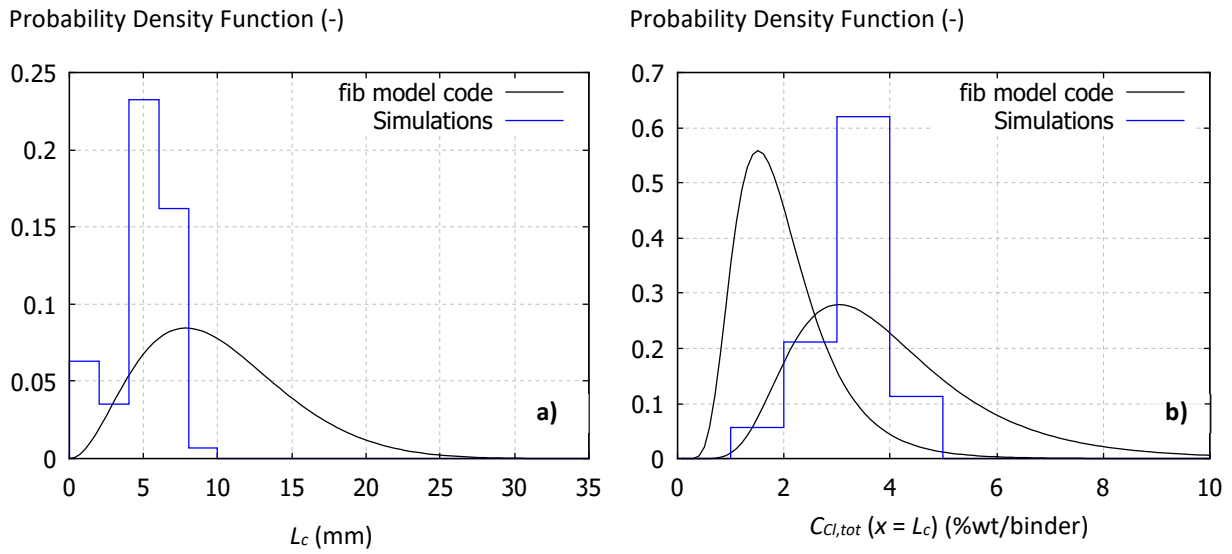 Probability Density Function (-)
0.25
0.2
0.15
0.1
0.05
0
fib model code
Simulations
a)
0 5 10 15 20 25 30 35
Lc (mm)
Probability Density Function (-)
0.7
0.6
0.5
0.4
0.3
0.2
0.1
0
fib model code
Simulations
b)
0 2 4 6 8 10
CCl,tot (x = Lc) (%wt/binder)